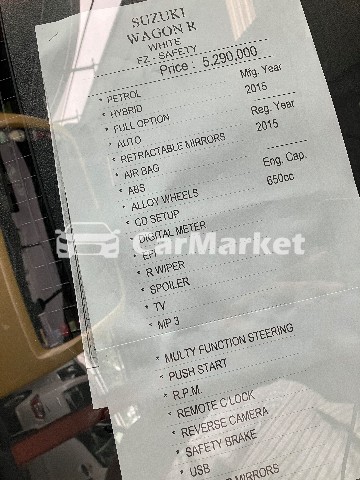 SUZUKI
WAGON R
WHITE
FZ - SAFETY
Price : 5,290,000
* PETROL
* HYBRID
* FULL OPTION
* AUTO
* RETRACTABLE MIRRORS
* AIR BAG
* ABS
* ALLOY WHEELS
* CD SETUP
* DIGITAL METER
* R WIPER
* SPOILER
* TV
* MP 3
Mfg. Year
2015
Reg. Year
2015
Eng. Cap.
650cc
CarMarket
* MULTY FUNCTION STEERING
* PUSH START
* R.P.M.
* REMOTE C'LOCK
* REVERSE CAMERA
* SAFETY BRAKE
* USB
MIRRORS